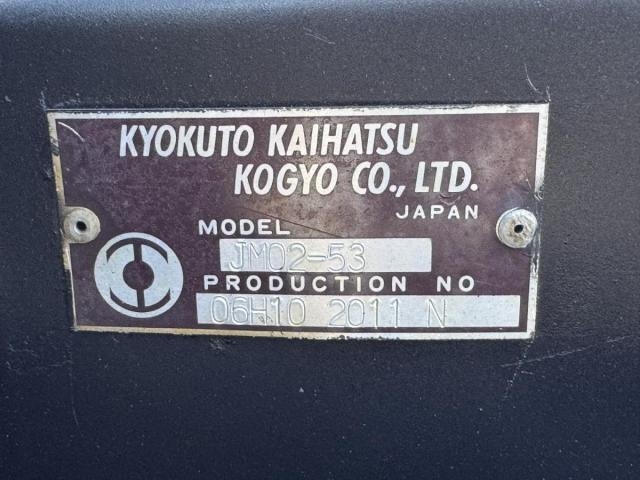 KYOKUTO KAIHATSU
KOGYO CO., LTD.
JAPAN
MODEL
JM02-53
PRODUCTION NO
06H10 2011 N